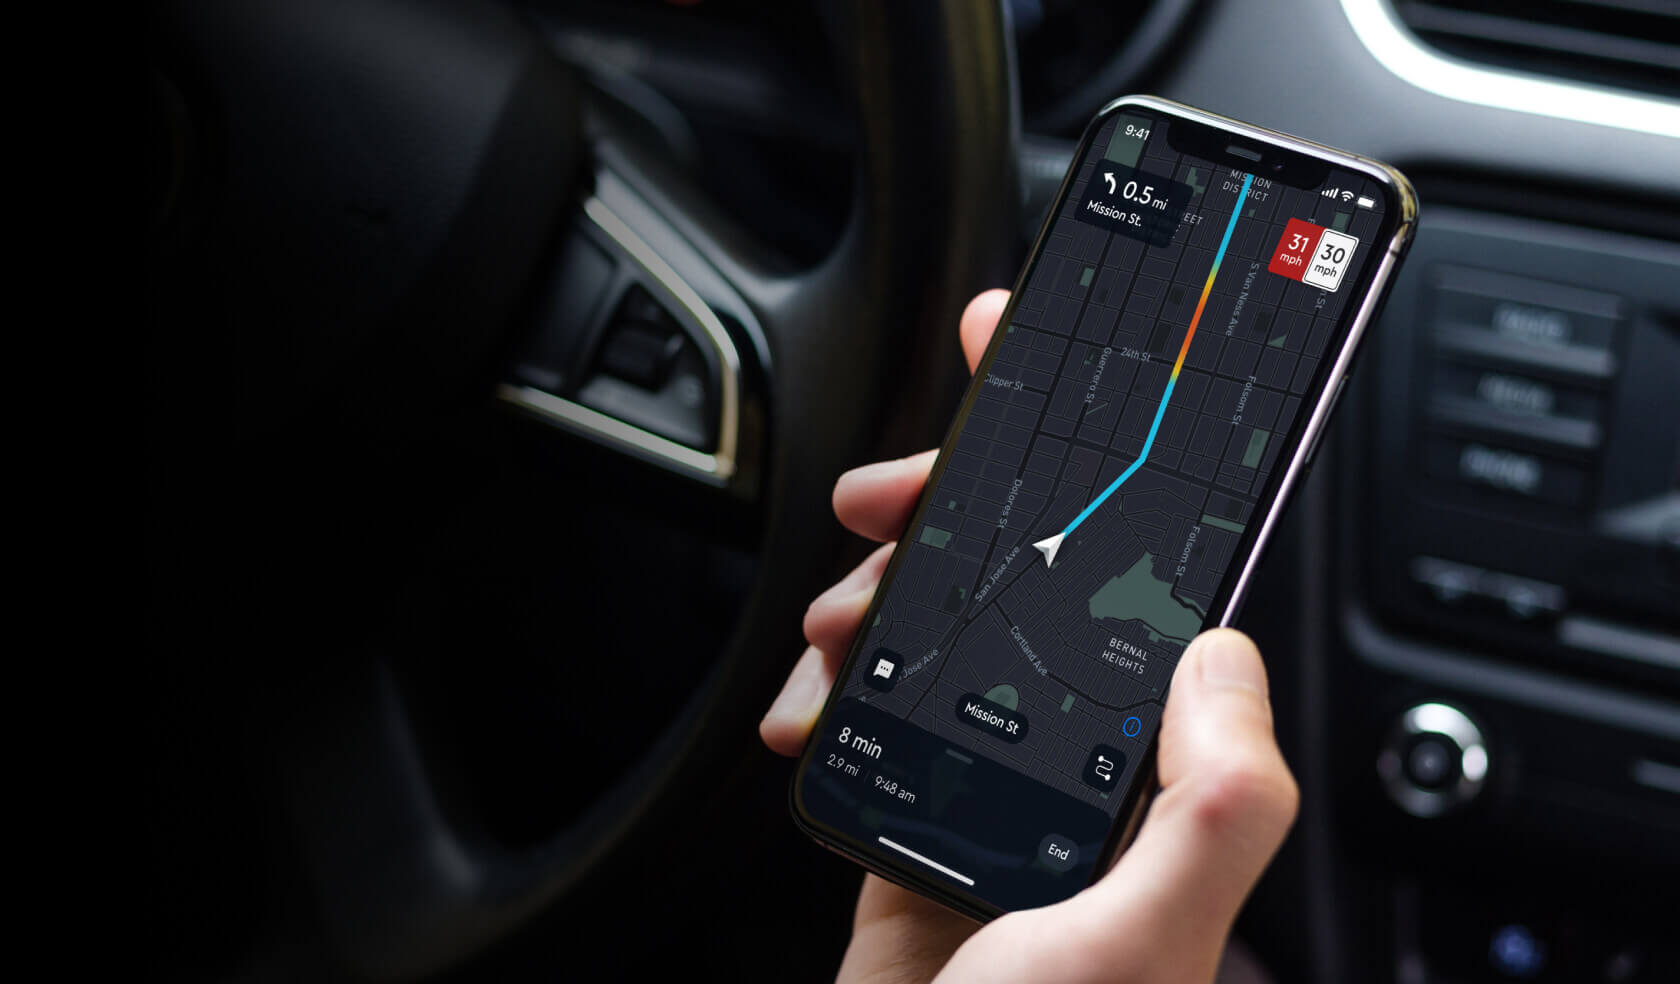 9:41
0.5 mi
Mission St.
MISSION
DISTRICT
31
mph
30
mph
S Van Ness Ave
24th St
Guerrero St
Clipper St
Folsom St
Dolores St
Folsom St
San Jose Ave
Cortland Ave
BERNAL
HEIGHTS
Jose Ave
Mission St
8 min
2.9 mi
9:48 am
End